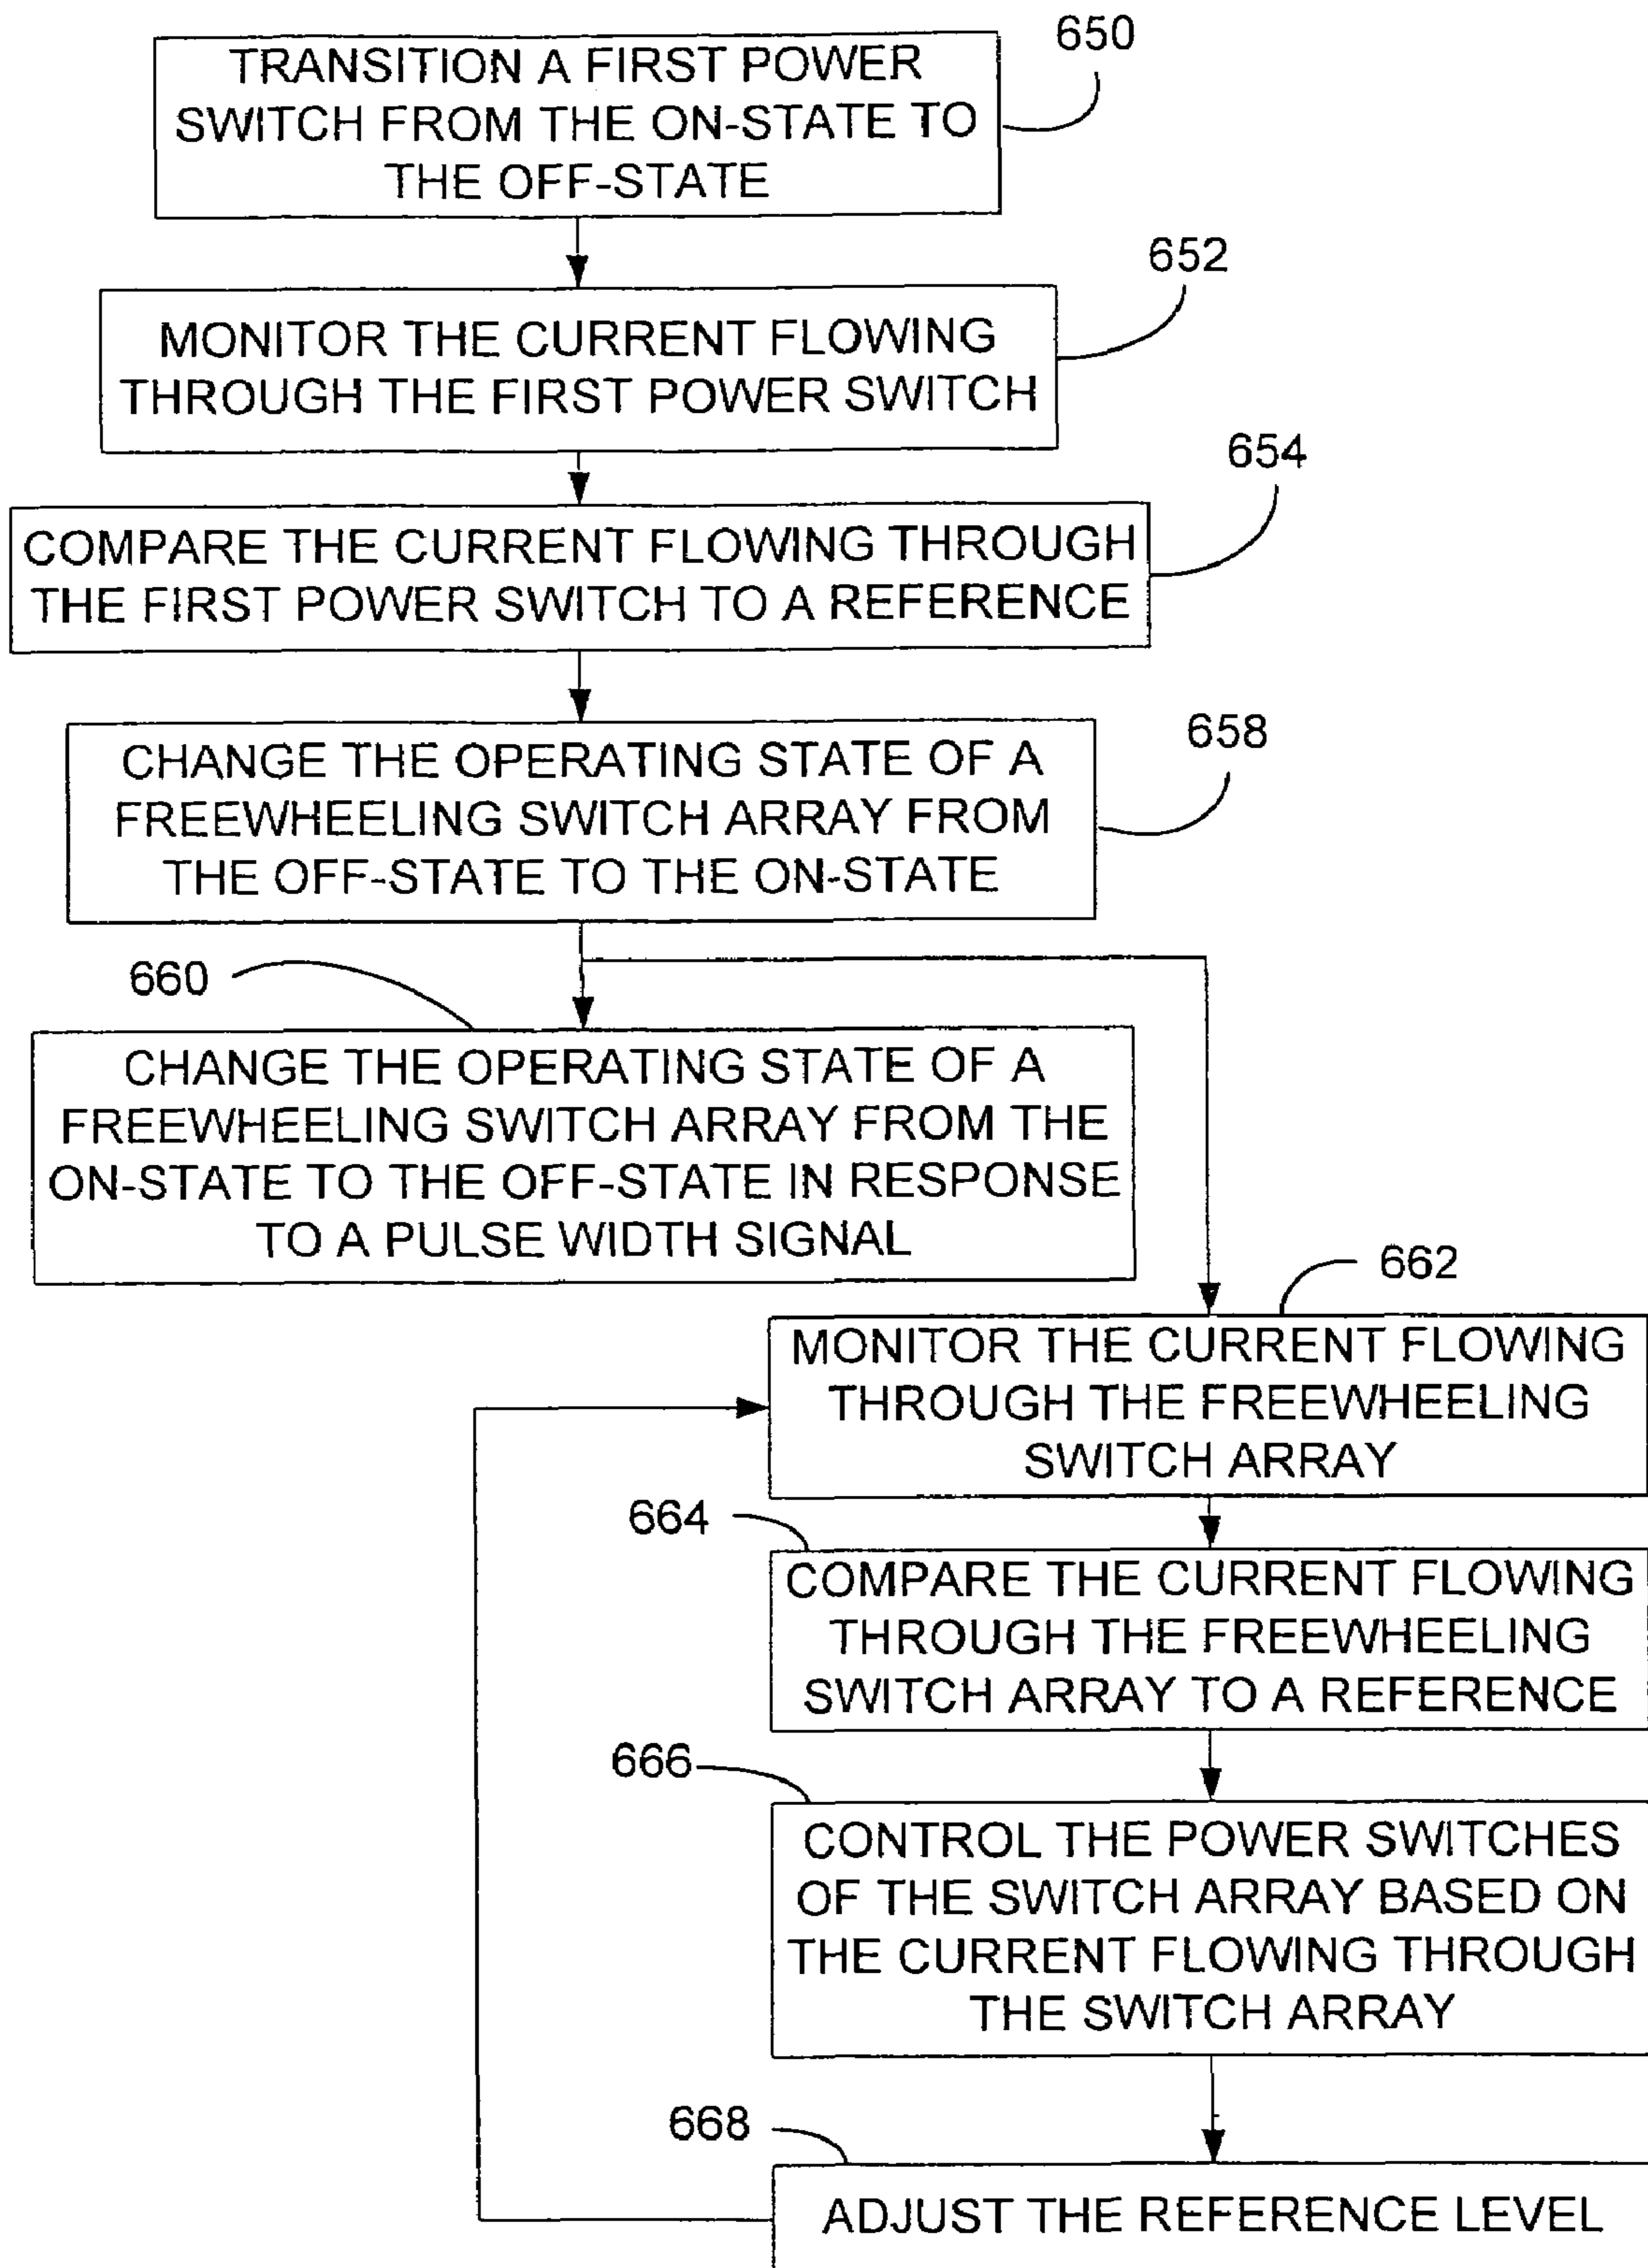 650
TRANSITION A FIRST POWER
SWITCH FROM THE ON-STATE TO
THE OFF-STATE
652
MONITOR THE CURRENT FLOWING
THROUGH THE FIRST POWER SWITCH
654
COMPARE THE CURRENT FLOWING THROUGH
THE FIRST POWER SWITCH TO A REFERENCE
658
CHANGE THE OPERATING STATE OF A
FREEWHEELING SWITCH ARRAY FROM
THE OFF-STATE TO THE ON-STATE
660
CHANGE THE OPERATING STATE OF A
FREEWHEELING SWITCH ARRAY FROM THE
ON-STATE TO THE OFF-STATE IN RESPONSE
TO A PULSE WIDTH SIGNAL
662
MONITOR THE CURRENT FLOWING
THROUGH THE FREEWHEELING
SWITCH ARRAY
664
COMPARE THE CURRENT FLOWING
THROUGH THE FREEWHEELING
SWITCH ARRAY TO A REFERENCE
666
CONTROL THE POWER SWITCHES
OF THE SWITCH ARRAY BASED ON
THE CURRENT FLOWING THROUGH
THE SWITCH ARRAY
668
ADJUST THE REFERENCE LEVEL